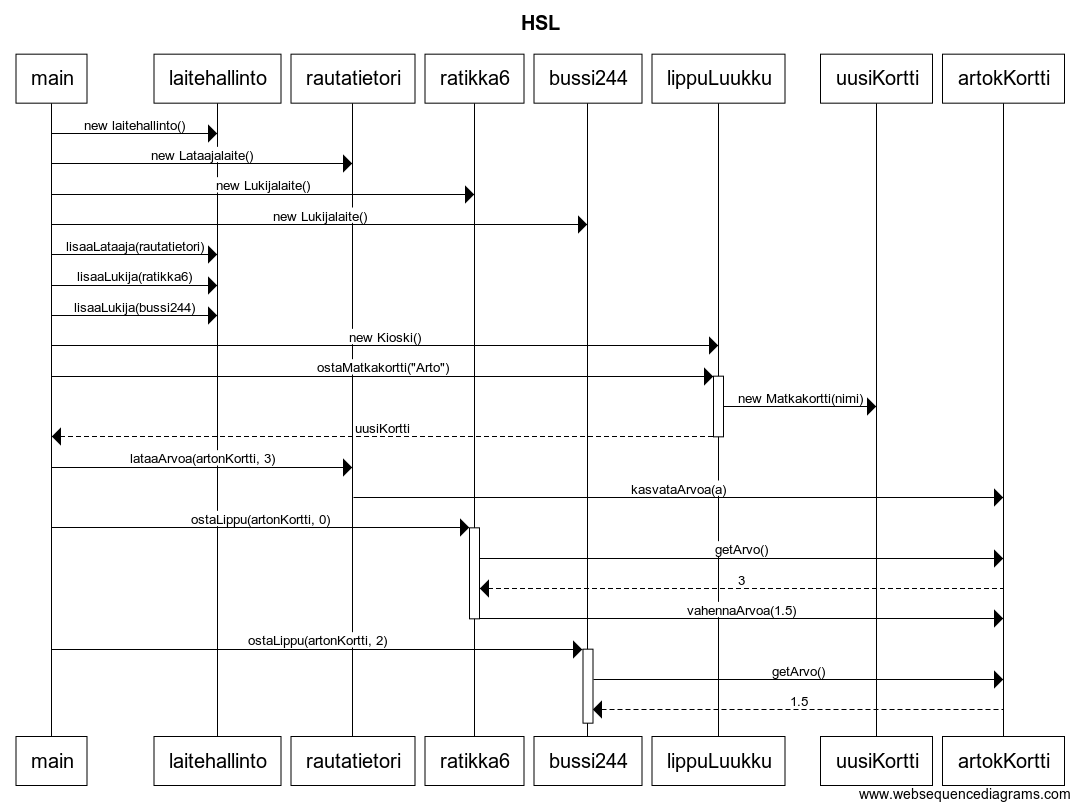 HSL
main laitehallinto rautatietori ratikka6 bussi244 lippuLuukku uusiKortti artokKortti
new laitehallinto()
new Lataajalaite()
new Lukijalaite()
new Lukijalaite()
lisaaLataaja(rautatietori)
lisaaLukija(ratikka6)
lisaaLukija(bussi244)
new Kioski()
ostaMatkakortti("Arto")
new Matkakortti(nimi)
uusiKortti
lataaArvoa(artonKortti, 3)
kasvataArvoa(a)
ostaLippu(artonKortti, 0)
getArvo()
3
vahennaArvoa(1.5)
ostaLippu(artonKortti, 2)
getArvo()
1.5
main laitehallinto rautatietori ratikka6 bussi244 lippuLuukku uusiKortti artokKortti
www.websequencediagrams.com